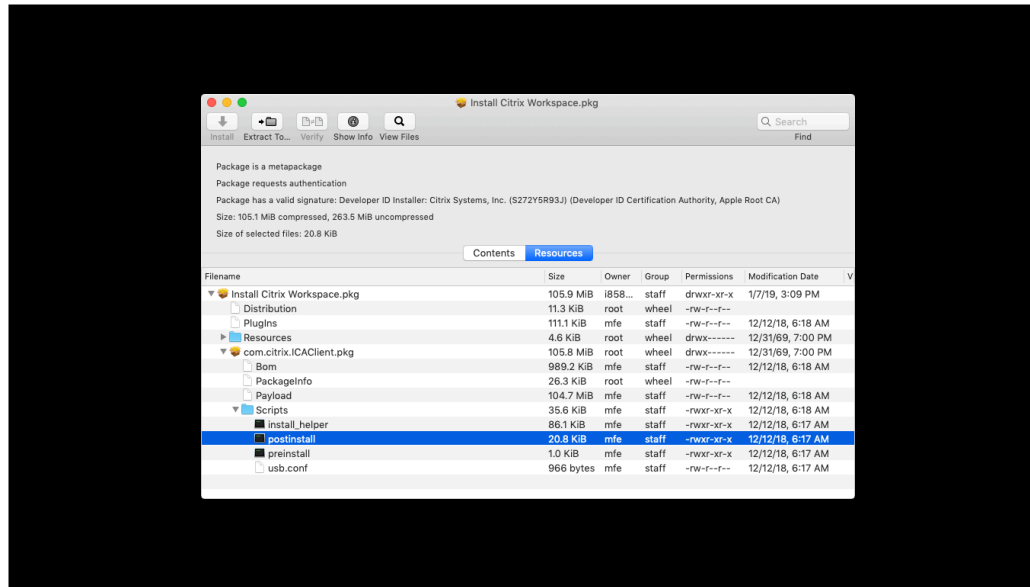 Install Citrix Workspace.pkg
Search
Install Extract To... Verify Show Info View Files Find
Package is a metapackage
Package requests authentication
Package has a valid signature: Developer ID Installer: Citrix Systems, Inc. (S272Y5R93J) (Developer ID Certification Authority, Apple Root CA)
Size: 105.1 MiB compressed, 263.5 MiB uncompressed
Size of selected files: 20.8 KiB
Contents Resources
Filename Size Owner Group Permissions Modification Date V
Install Citrix Workspace.pkg 105.9 MiB i858... staff drwxr-xr-x 1/7/19, 3:09 PM
Distribution 11.3 KiB root wheel -rw-r--r--
PlugIns 111.1 KiB mfe staff -rw-r--r-- 12/12/18, 6:18 AM
Resources 4.6 KiB root wheel drwx------ 12/31/69, 7:00 PM
com.citrix.ICAClient.pkg 105.8 MiB root wheel drwx------ 12/31/69, 7:00 PM
Bom 989.2 KiB mfe staff -rw-r--r-- 12/12/18, 6:18 AM
PackageInfo 26.3 KiB root wheel -rw-r--r--
Payload 104.7 MiB mfe staff -rw-r--r-- 12/12/18, 6:18 AM
Scripts 35.6 KiB mfe staff -rwxr-xr-x 12/12/18, 6:18 AM
install_helper 86.1 KiB mfe staff -rwxr-xr-x 12/12/18, 6:17 AM
postinstall 20.8 KiB mfe staff -rwxr-xr-x 12/12/18, 6:17 AM
preinstall 1.0 KiB mfe staff -rwxr-xr-x 12/12/18, 6:17 AM
usb.conf 966 bytes mfe staff -rw-r--r-- 12/12/18, 6:17 AM